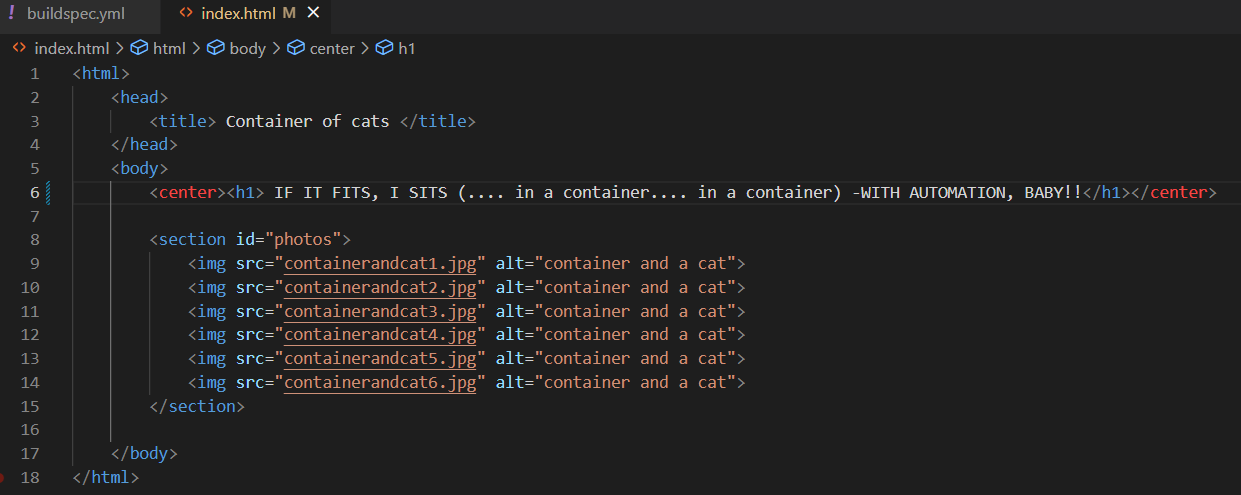 ! buildspec.yml <> index.html M X
<> index.html > html > body > center > h1
1 <html>
2 <head>
3 <title> Container of cats </title>
4 </head>
5 <body>
6 <center><h1> IF IT FITS, I SITS (.... in a container.... in a container) -WITH AUTOMATION, BABY!!</h1></center>
7
8 <section id="photos">
9 <img src="containerandcat1.jpg" alt="container and a cat">
10 <img src="containerandcat2.jpg" alt="container and a cat">
11 <img src="containerandcat3.jpg" alt="container and a cat">
12 <img src="containerandcat4.jpg" alt="container and a cat">
13 <img src="containerandcat5.jpg" alt="container and a cat">
14 <img src="containerandcat6.jpg" alt="container and a cat">
15 </section>
16
17 </body>
18 </html>